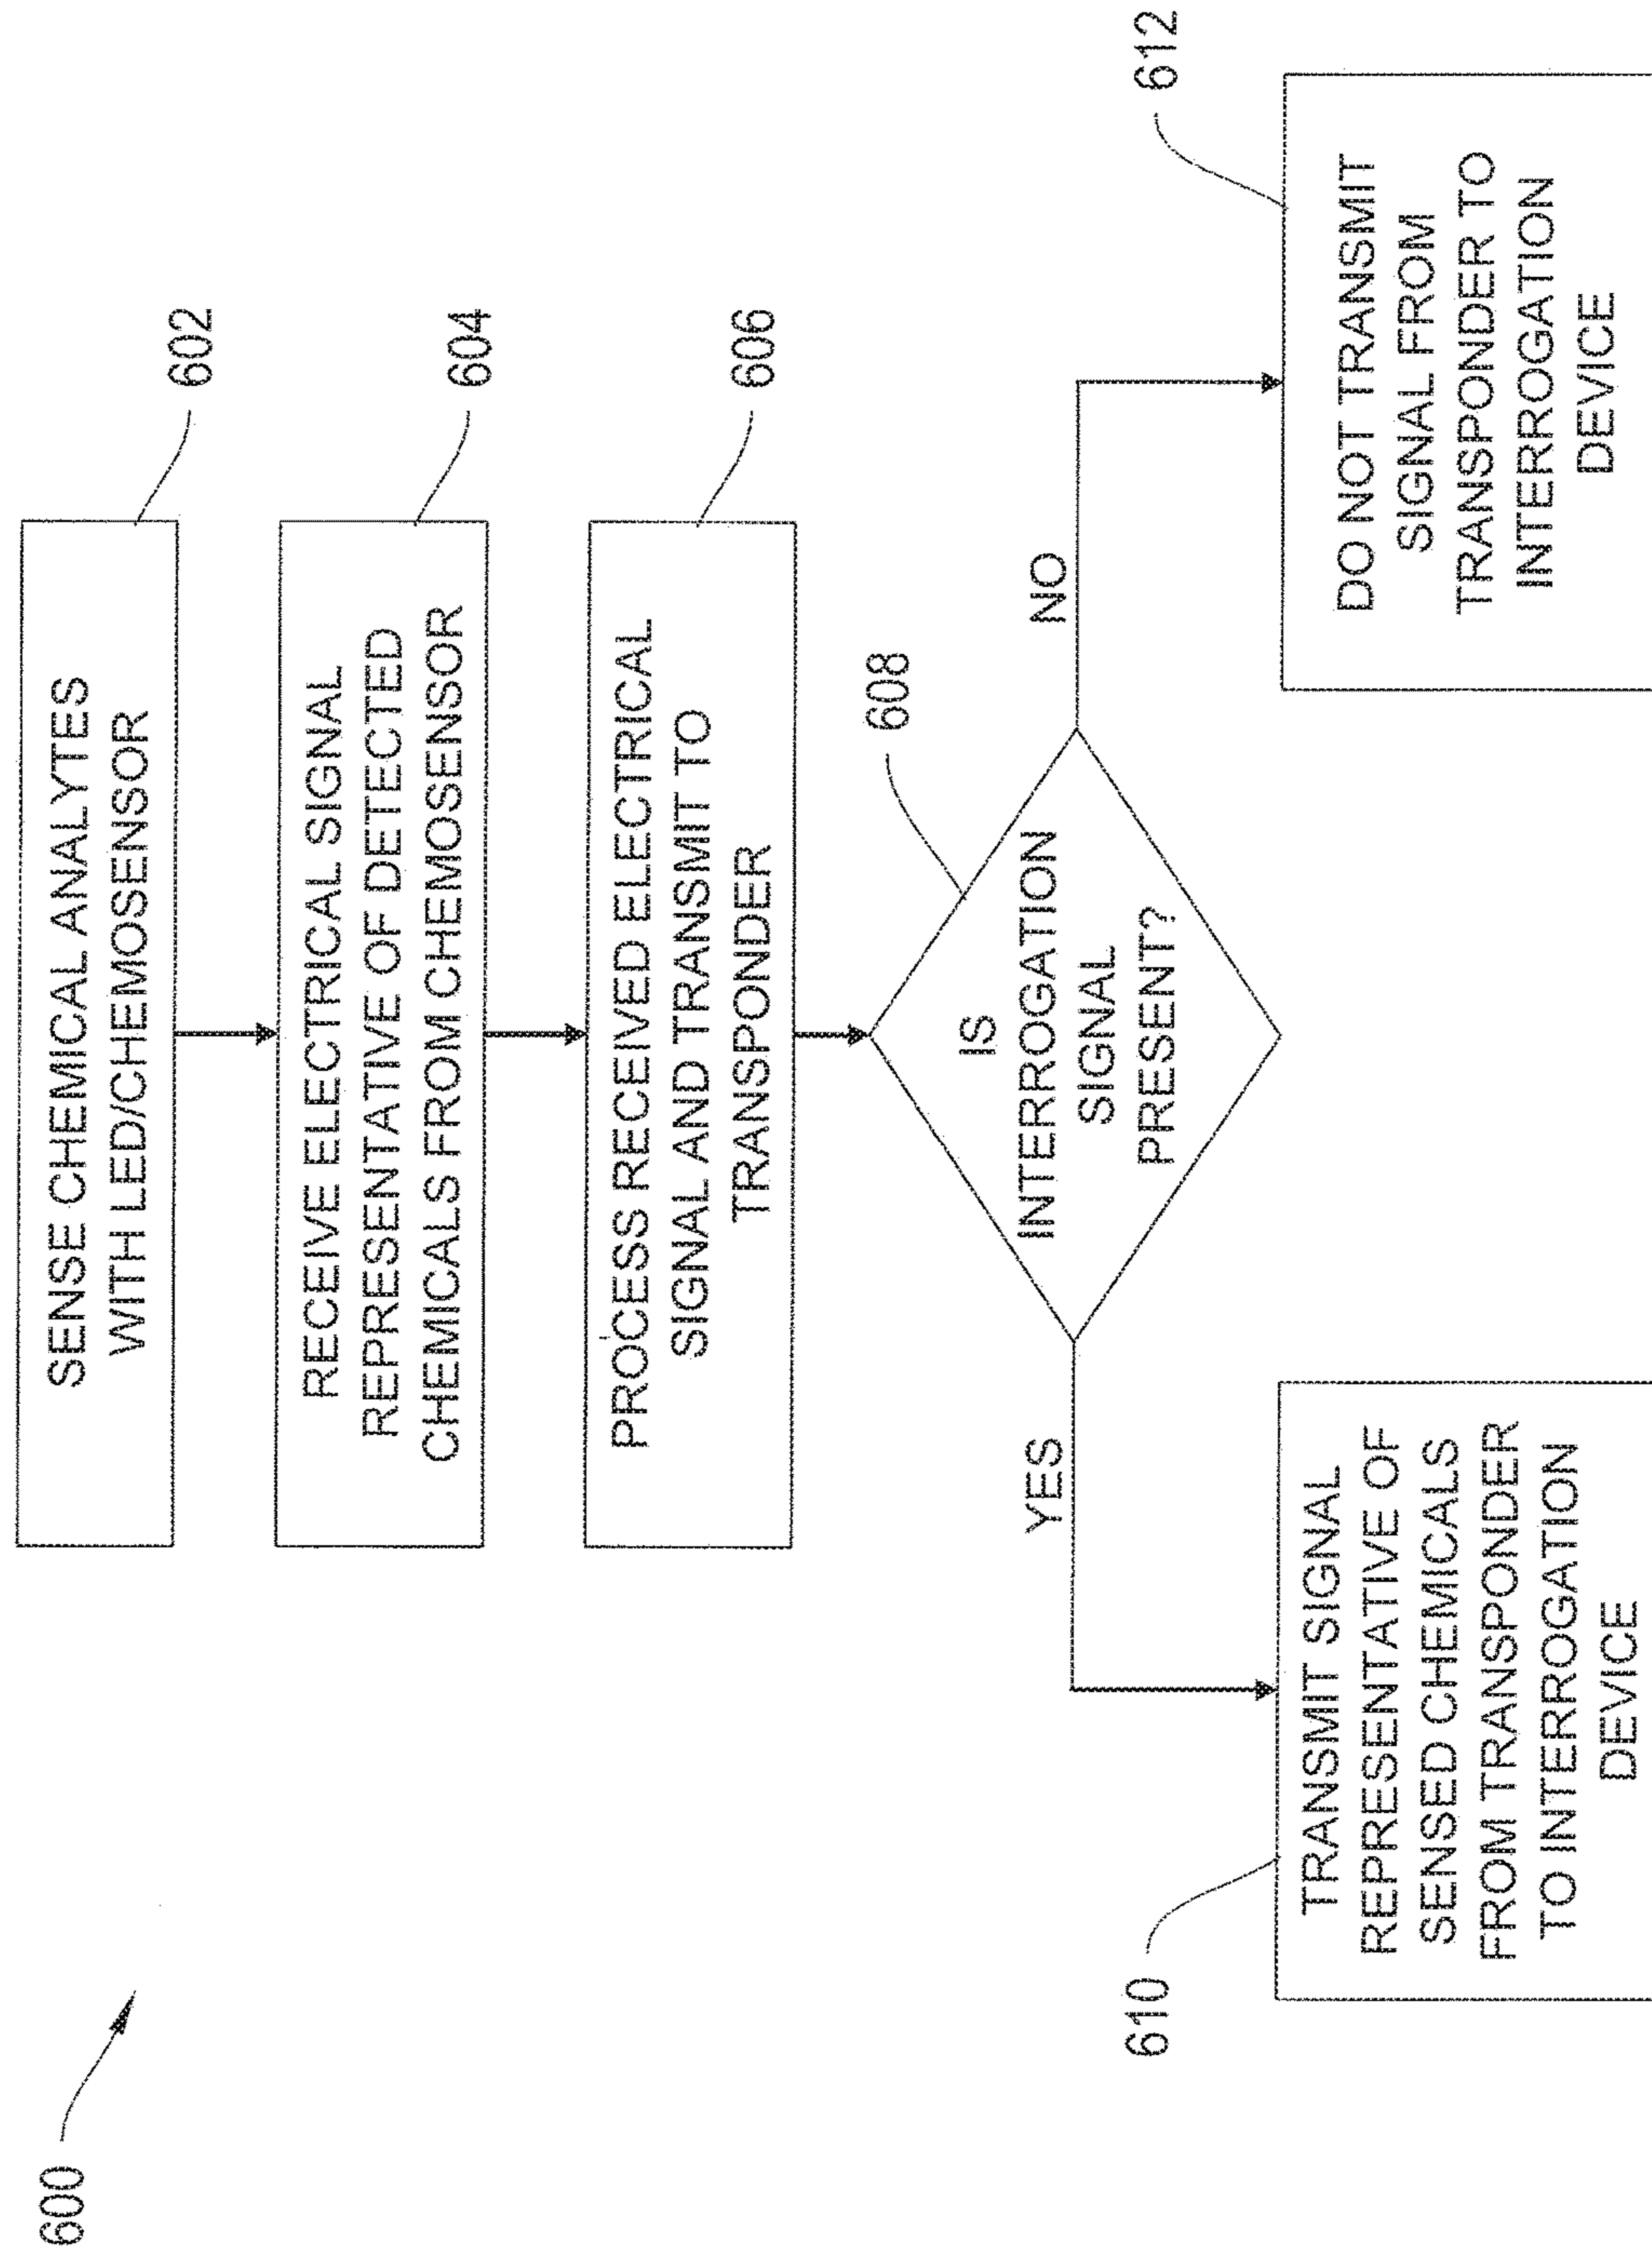 600
SENSE CHEMICAL ANALYTES
WITH LED/CHEMOSENSOR
602
RECEIVE ELECTRICAL SIGNAL
REPRESENTATIVE OF DETECTED
CHEMICALS FROM CHEMOSENSOR
604
PROCESS RECEIVED ELECTRICAL
SIGNAL AND TRANSMIT TO
TRANSPONDER
606
IS
INTERROGATION
SIGNAL
PRESENT?
608
YES
NO
610
TRANSMIT SIGNAL
REPRESENTATIVE OF
SENSED CHEMICALS
FROM TRANSPONDER
TO INTERROGATION
DEVICE
DO NOT TRANSMIT
SIGNAL FROM
TRANSPONDER TO
INTERROGATION
DEVICE
612